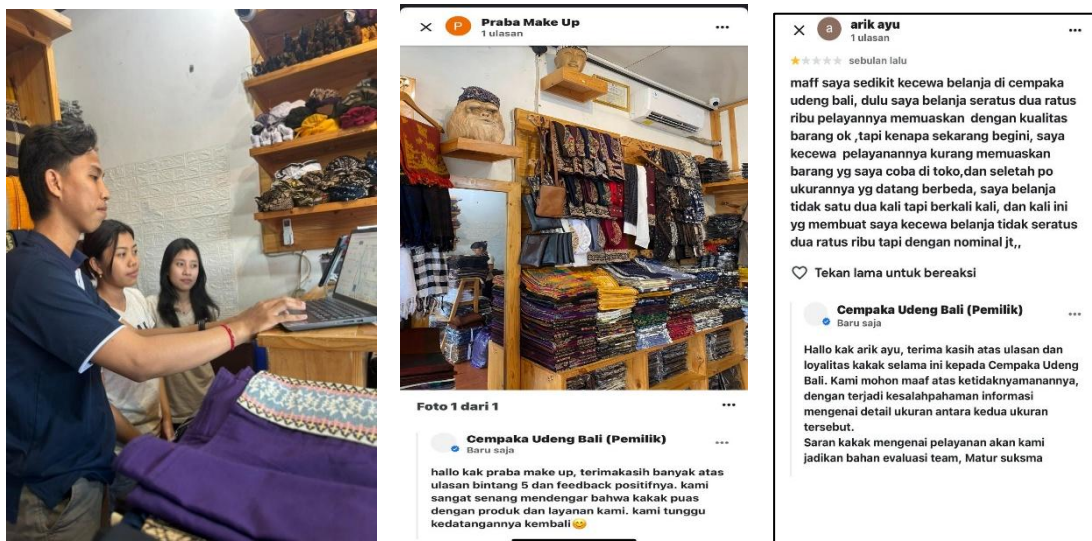 Praba Make Up
1 ulasan
Foto 1 dari 1
Cempaka Udeng Bali (Pemilik)
Baru saja
hallo kak praba make up, terimakasih banyak atas
ulasan bintang 5 dan feedback positifnya. kami
sangat senang mendengar bahwa kakak puas
dengan produk dan layanan kami. kami tunggu
kedatangannya kembali😊
arik ayu
1 ulasan
sebulan lalu
maff saya sedikit kecewa belanja di cempaka
udeng bali, dulu saya belanja seratus dua ratus
ribu pelayannya memuaskan dengan kualitas
barang ok ,tapi kenapa sekarang begini, saya
kecewa pelayanannya kurang memuaskan
barang yg saya coba di toko,dan seletah po
ukurannya yg datang berbeda, saya belanja
tidak satu dua kali tapi berkali kali, dan kali ini
yg membuat saya kecewa belanja tidak seratus
dua ratus ribu tapi dengan nominal jt,,
Tekan lama untuk bereaksi
Cempaka Udeng Bali (Pemilik)
Baru saja
Hallo kak arik ayu, terima kasih atas ulasan dan
loyalitas kakak selama ini kepada Cempaka Udeng
Bali. Kami mohon maaf atas ketidaknyamanannya,
dengan terjadi kesalahpahaman informasi
mengenai detail ukuran antara kedua ukuran
tersebut.
Saran kakak mengenai pelayanan akan kami
jadikan bahan evaluasi team, Matur suksma